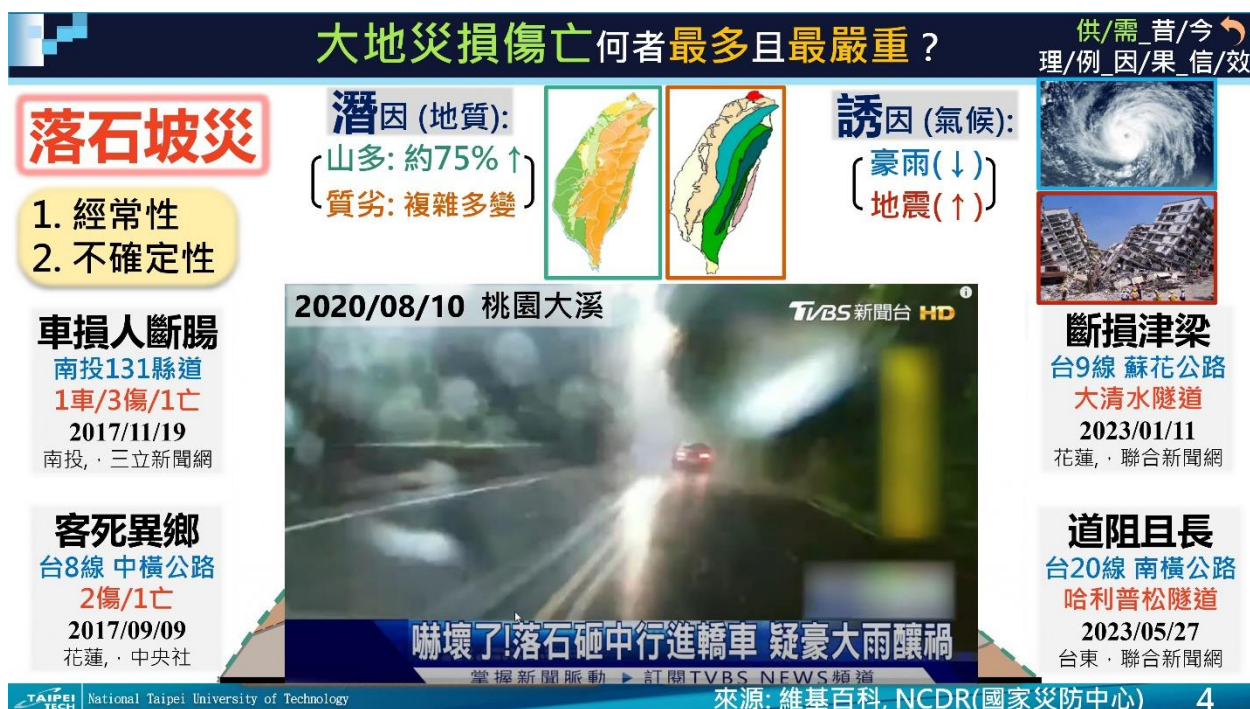 大地災損傷亡何者最多且最嚴重？
供/需_昔/今
理/例_因/果_信/效
落石坡災
1. 經常性
2. 不確定性
潛因 (地質):
山多: 約75% ↑
質劣: 複雜多變
誘因 (氣候):
豪雨(↓)
地震(↑)
車損人斷腸
南投131縣道
1車/3傷/1亡
2017/11/19
南投,‧三立新聞網
客死異鄉
台8線 中橫公路
2傷/1亡
2017/09/09
花蓮,‧中央社
2020/08/10 桃園大溪
TVBS新聞台 HD
嚇壞了!落石砸中行進轎車 疑豪大雨釀禍
掌握新聞脈動 ▶ 訂閱TVBS NEWS頻道
斷損津梁
台9線 蘇花公路
大清水隧道
2023/01/11
花蓮,‧聯合新聞網
道阻且長
台20線 南橫公路
哈利普松隧道
2023/05/27
台東‧聯合新聞網
TAIPEI TECH
National Taipei University of Technology
來源: 維基百科, NCDR(國家災防中心)
4